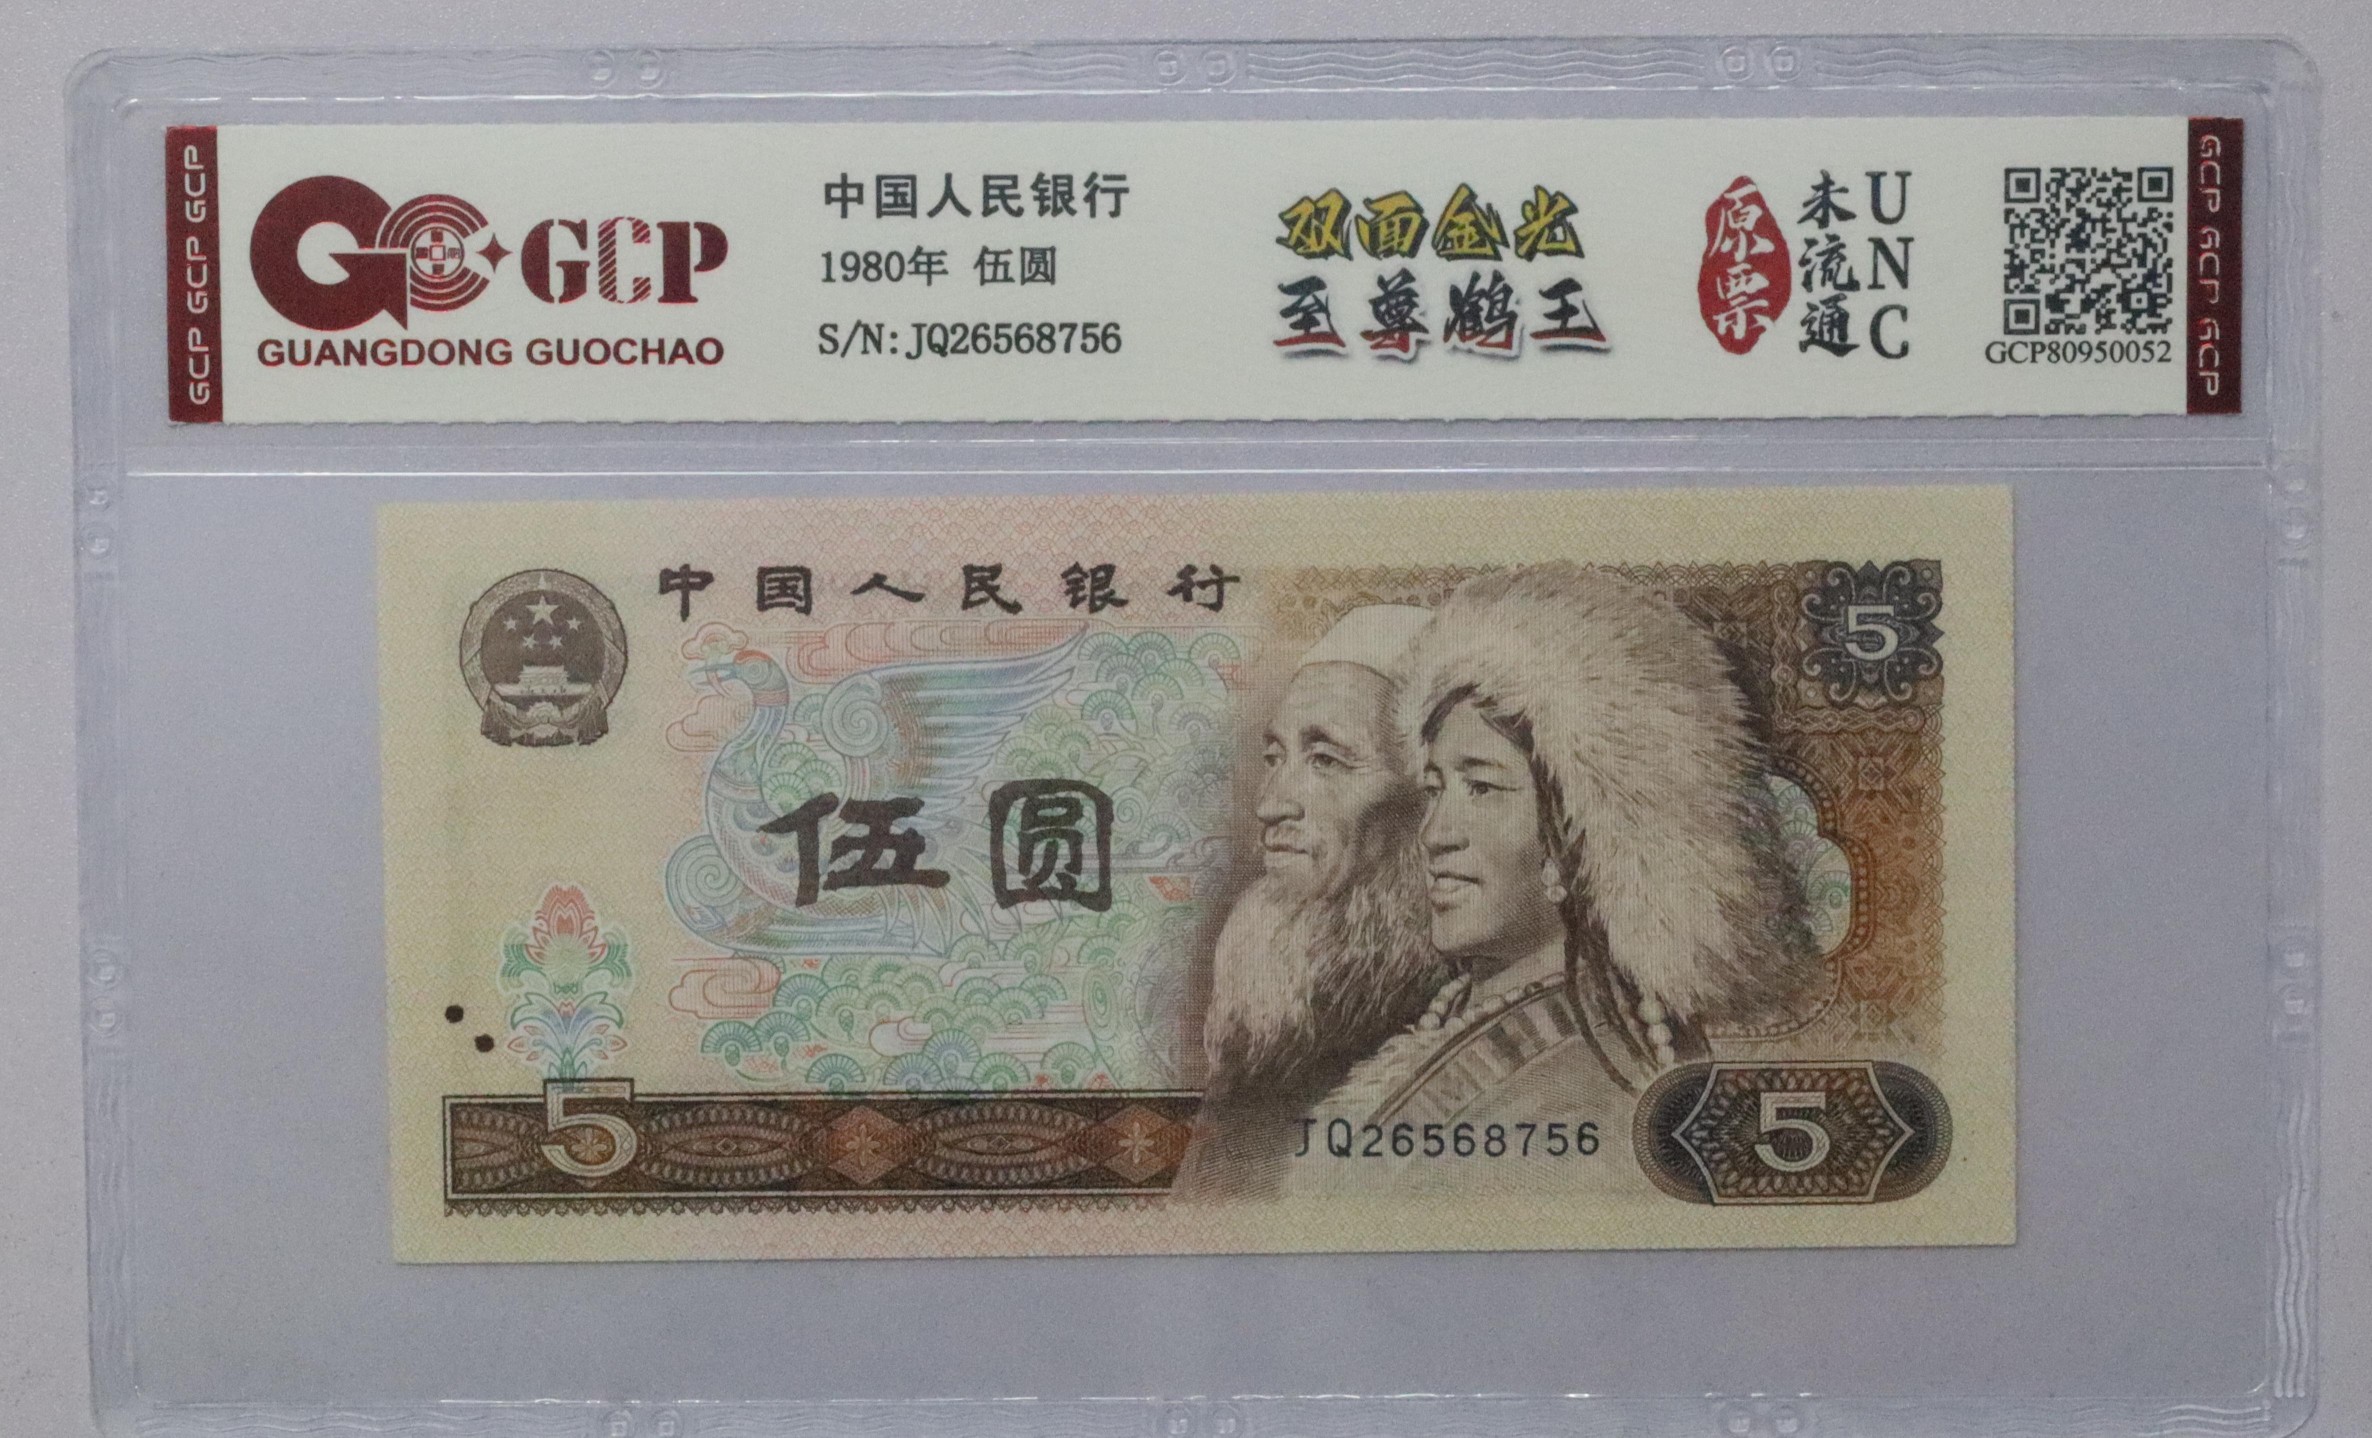 GCP GCP GCP
GCP
GUANGDONG GUOCHAO
中国人民银行
1980年 伍圆
S/N:JQ26568756
双面金光
至尊鹤王
原票
未流通
UNC
GCP80950052
GCP GCP GCP
中国人民银行
5
伍圆
5
JQ26568756
5